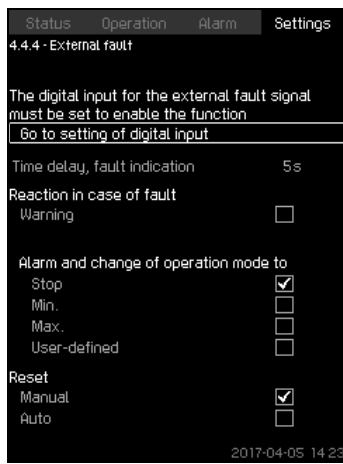 Status Operation Alarm Settings
4.4.4 - External fault
The digital input for the external fault signal
must be set to enable the function
Go to setting of digital input
Time delay, fault indication 5s
Reaction in case of fault
Warning
Alarm and change of operation mode to
Stop
Min.
Max.
User-defined
Reset
Manual
Auto
2017-04-05 14:23